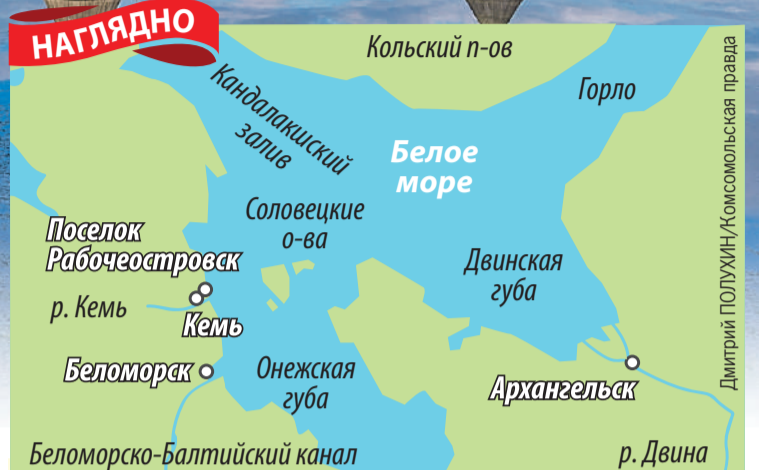 НАГЛЯДНО
Кольский п-ов
Кандалакшский
залив
Горло
Белое
море
Соловецкие
о-ва
Поселок
Рабочеостровск
Двинская
губа
р. Кемь
Кемь
Беломорск
Онежская
губа
Архангельск
Беломорско-Балтийский канал
р. Двина
Дмитрий ПОЛУХИН/Комсомольская правда